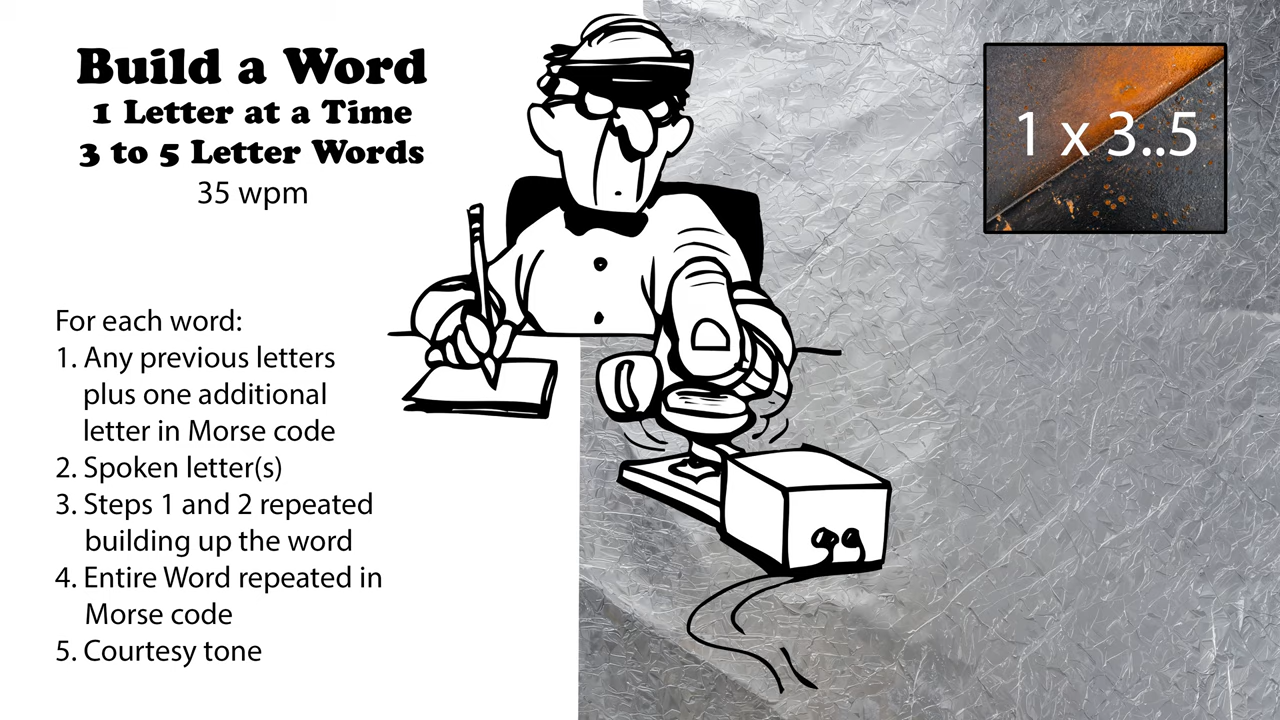 Build a Word
1 Letter at a Time
3 to 5 Letter Words
35 wpm
1 x 3..5
For each word:
1. Any previous letters
plus one additional
letter in Morse code
2. Spoken letter(s)
3. Steps 1 and 2 repeated
building up the word
4. Entire Word repeated in
Morse code
5. Courtesy tone